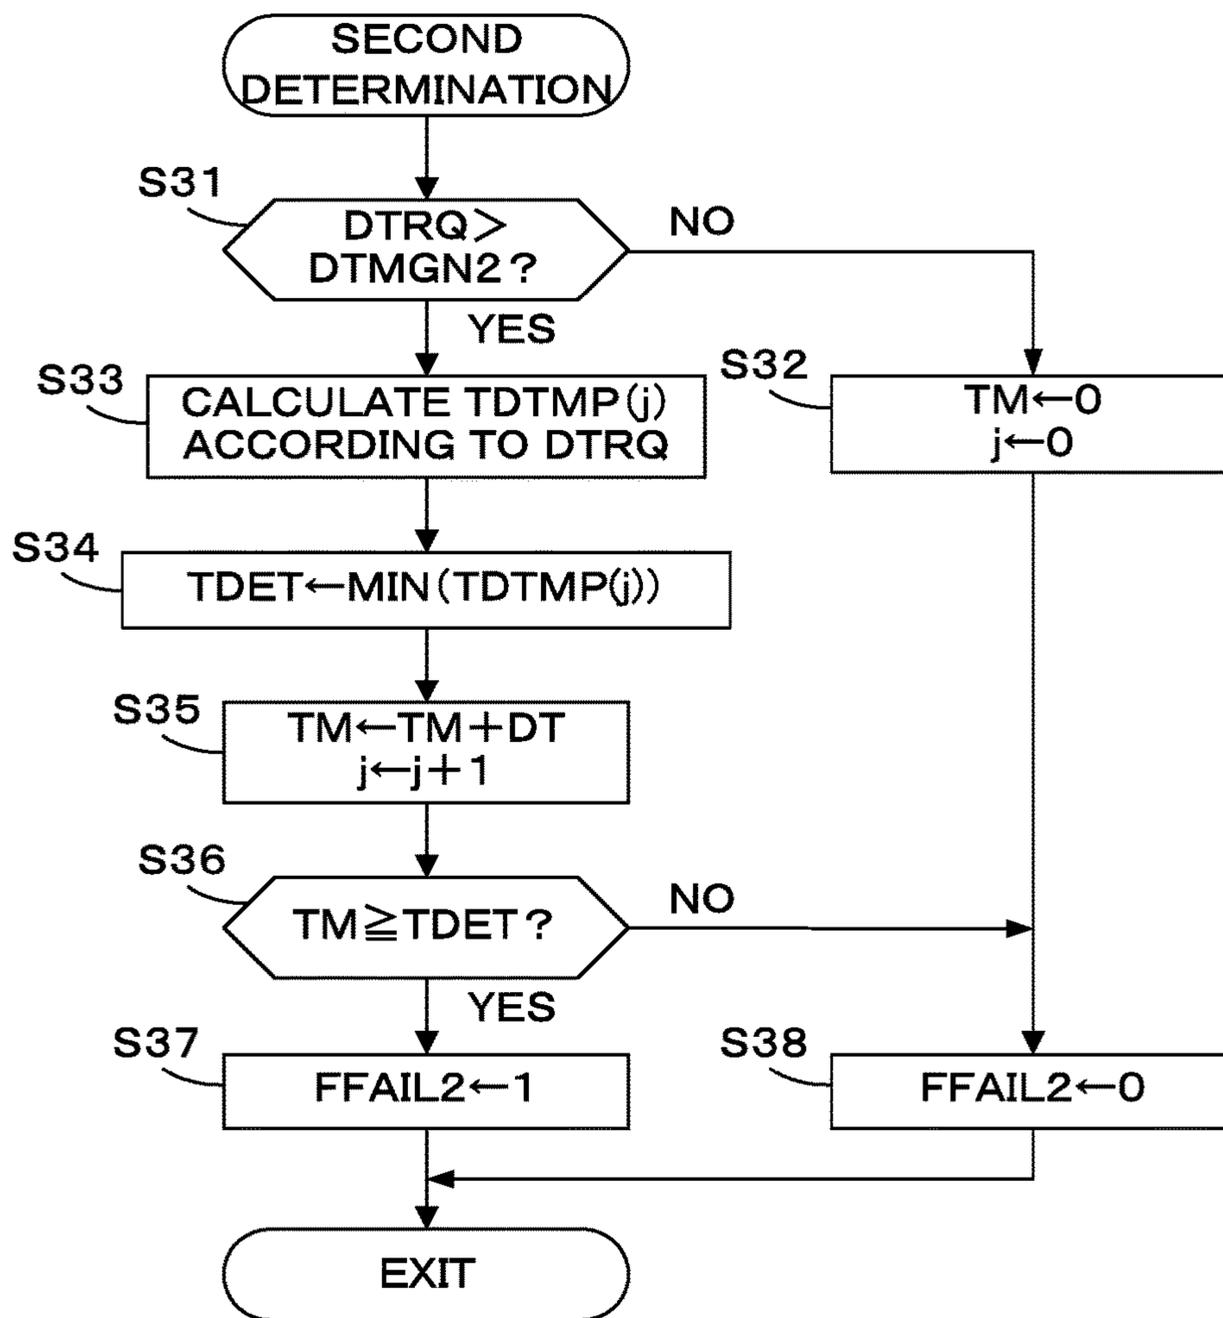 SECOND
DETERMINATION
S31
DTRQ>
DTMGN2?
NO
YES
S33
CALCULATE TDTMP(j)
ACCORDING TO DTRQ
S32
TM←0
j←0
S34
TDET←MIN(TDTMP(j))
S35
TM←TM+DT
j←j+1
S36
TM≧TDET?
NO
YES
S37
FFAIL2←1
S38
FFAIL2←0
EXIT